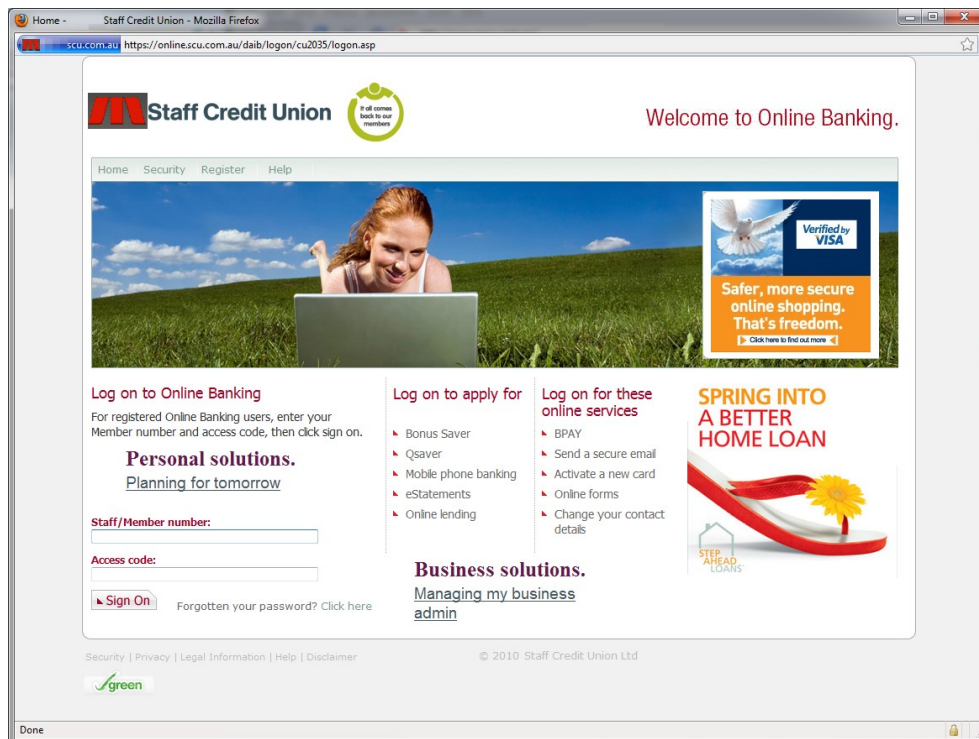 Home - Staff Credit Union - Mozilla Firefox
scu.com.au https://online.scu.com.au/daib/logon/cu2035/logon.asp
Staff Credit Union
It all comes
back to our
members
Welcome to Online Banking.
Home Security Register Help
Verified by
VISA
Safer, more secure
online shopping.
That's freedom.
Click here to find out more
Log on to Online Banking
For registered Online Banking users, enter your
Member number and access code, then click sign on.
Personal solutions.
Planning for tomorrow
Staff/Member number:
Access code:
Sign On
Forgotten your password? Click here
Log on to apply for
Bonus Saver
Qsaver
Mobile phone banking
eStatements
Online lending
Log on for these
online services
BPAY
Send a secure email
Activate a new card
Online forms
Change your contact
details
Business solutions.
Managing my business
admin
SPRING INTO
A BETTER
HOME LOAN
STEP
AHEAD
LOANS
Security | Privacy | Legal Information | Help | Disclaimer
© 2010 Staff Credit Union Ltd
green
Done